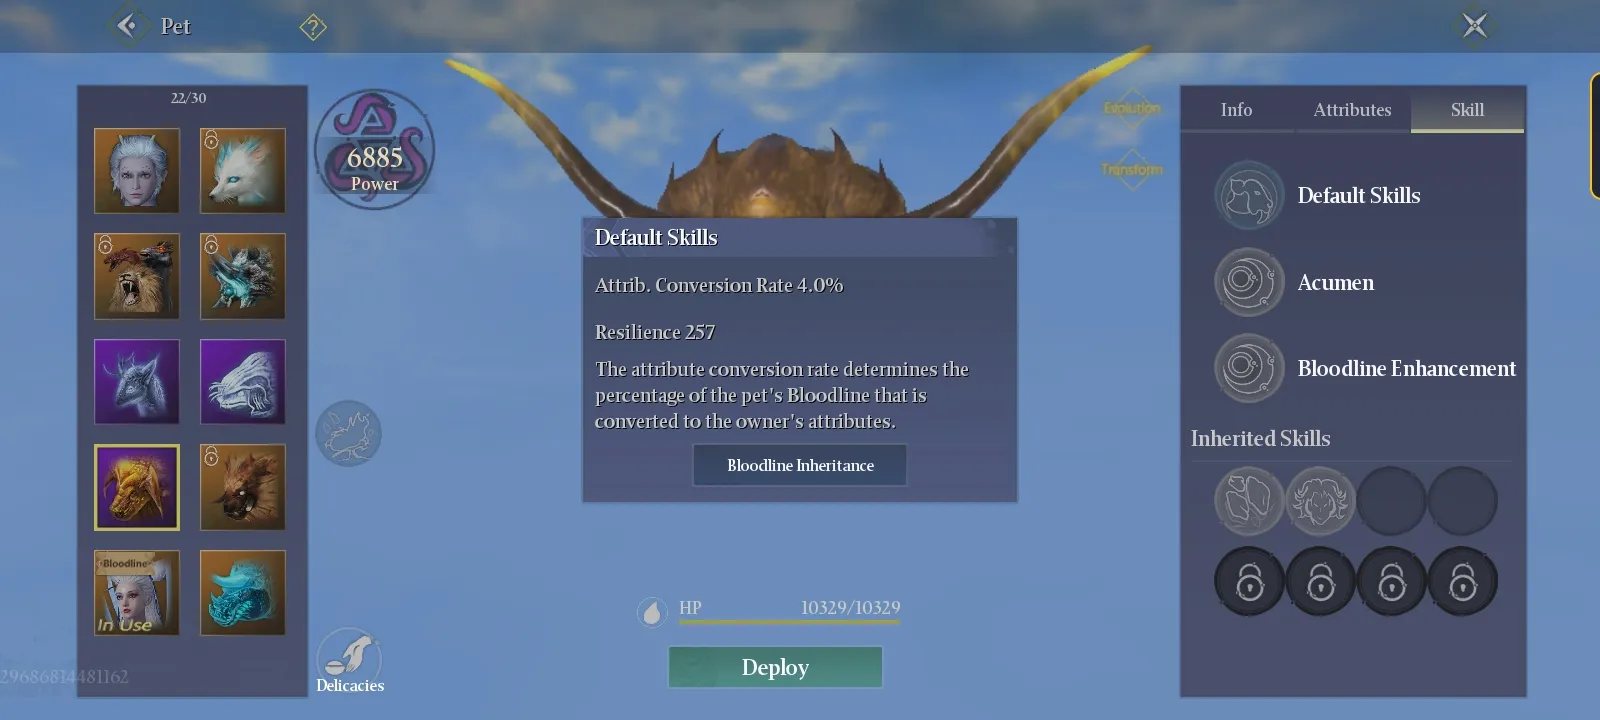 Pet
?
22/30
6885
Power
Evolution
Transform
Info
Attributes
Skill
Default Skills
Acumen
Bloodline Enhancement
Inherited Skills
Default Skills
Attrib. Conversion Rate 4.0%
Resilience 257
The attribute conversion rate determines the
percentage of the pet's Bloodline that is
converted to the owner's attributes.
Bloodline Inheritance
Bloodline
In Use
HP
10329/10329
Deploy
Delicacies
29686814481162